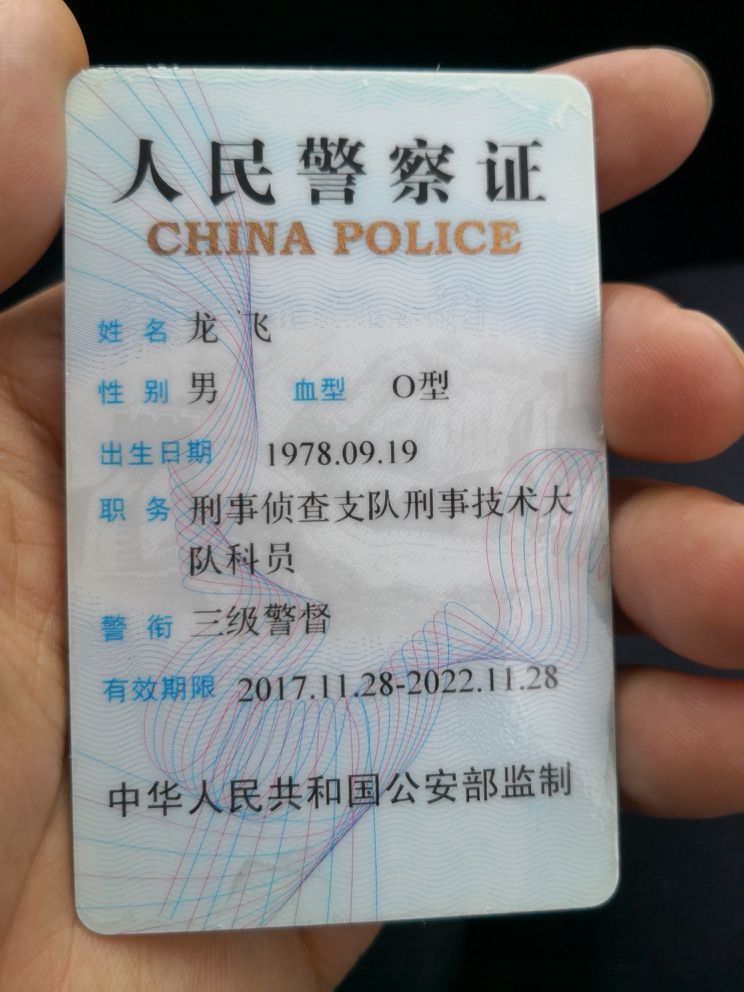 人民警察证
CHINA POLICE
姓名 龙飞
性别 男 血型 O型
出生日期 1978.09.19
职务 刑事侦查支队刑事技术大
队科员
警衔 三级警督
有效期限 2017.11.28-2022.11.28
中华人民共和国公安部监制